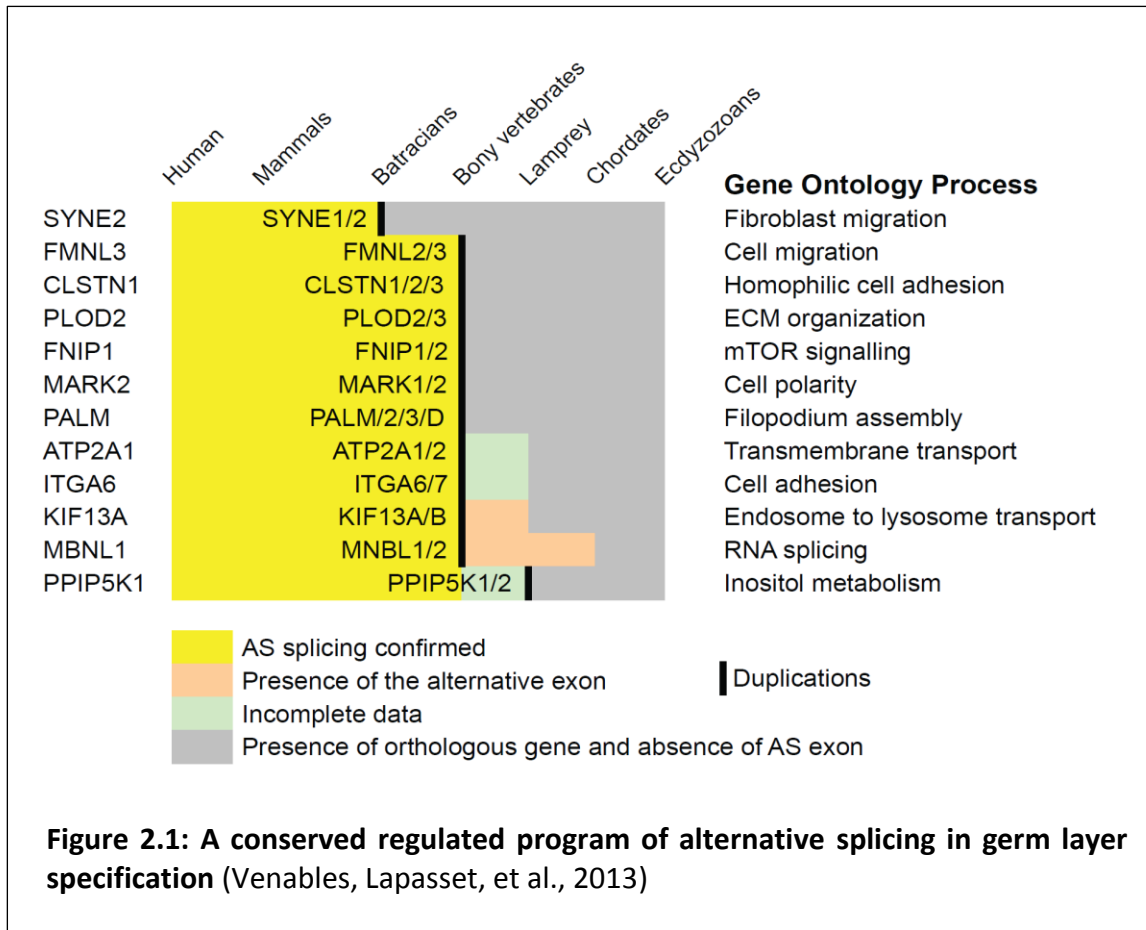 Human Mammals Batracians Bony vertebrates Lamprey Chordates Ecdyzozoans
Gene Ontology Process
SYNE2 SYNE1/2 Fibroblast migration
FMNL3 FMNL2/3 Cell migration
CLSTN1 CLSTN1/2/3 Homophilic cell adhesion
PLOD2 PLOD2/3 ECM organization
FNIP1 FNIP1/2 mTOR signalling
MARK2 MARK1/2 Cell polarity
PALM PALM/2/3/D Filopodium assembly
ATP2A1 ATP2A1/2 Transmembrane transport
ITGA6 ITGA6/7 Cell adhesion
KIF13A KIF13A/B Endosome to lysosome transport
MBNL1 MNBL1/2 RNA splicing
PPIP5K1 PPIP5K1/2 Inositol metabolism
AS splicing confirmed
Presence of the alternative exon Duplications
Incomplete data
Presence of orthologous gene and absence of AS exon
Figure 2.1: A conserved regulated program of alternative splicing in germ layer
specification (Venables, Lapasset, et al., 2013)